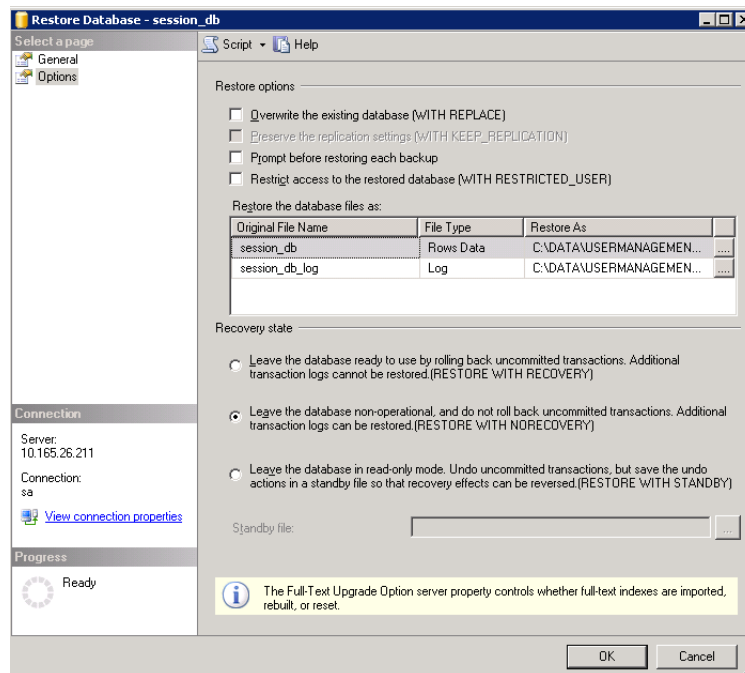 Restore Database - session_db
Select a page
General
Options
Script
Help
Restore options
Overwrite the existing database (WITH REPLACE)
Preserve the replication settings (WITH KEEP_REPLICATION)
Prompt before restoring each backup
Restrict access to the restored database (WITH RESTRICTED_USER)
Restore the database files as:
Original File Name File Type Restore As
session_db Rows Data C:\DATA\USERMANAGEMEN... ...
session_db_log Log C:\DATA\USERMANAGEMEN... ...
Recovery state
Leave the database ready to use by rolling back uncommitted transactions. Additional
transaction logs cannot be restored.(RESTORE WITH RECOVERY)
Leave the database non-operational, and do not roll back uncommitted transactions. Additional
transaction logs can be restored.(RESTORE WITH NORECOVERY)
Leave the database in read-only mode. Undo uncommitted transactions, but save the undo
actions in a standby file so that recovery effects can be reversed.(RESTORE WITH STANDBY)
Standby file: ...
Connection
Server:
10.165.26.211
Connection:
sa
View connection properties
Progress
Ready
The Full-Text Upgrade Option server property controls whether full-text indexes are imported,
rebuilt, or reset.
OK Cancel